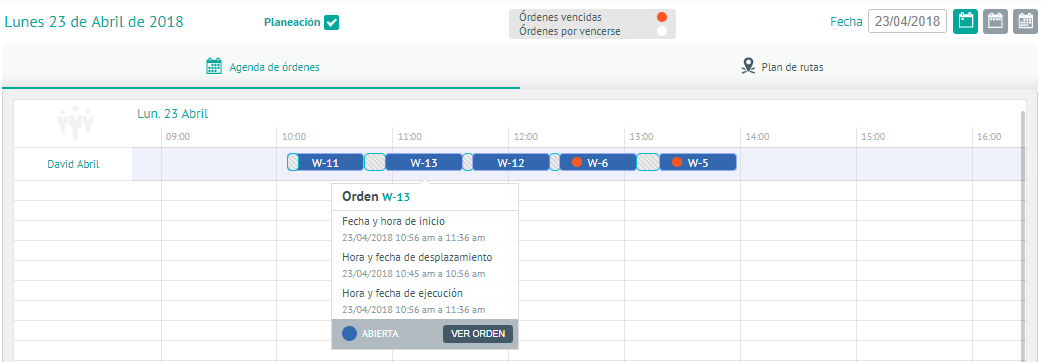 Lunes 23 de Abril de 2018
Planeación
Órdenes vencidas
Órdenes por vencerse
Fecha
23/04/2018
Agenda de órdenes
Plan de rutas
Lun. 23 Abril
09:00
10:00
11:00
12:00
13:00
14:00
15:00
16:00
David Abril
W-11
W-13
W-12
W-6
W-5
Orden W-13
Fecha y hora de inicio
23/04/2018 10:56 am a 11:36 am
Hora y fecha de desplazamiento
23/04/2018 10:45 am a 10:56 am
Hora y fecha de ejecución
23/04/2018 10:56 am a 11:36 am
ABIERTA
VER ORDEN